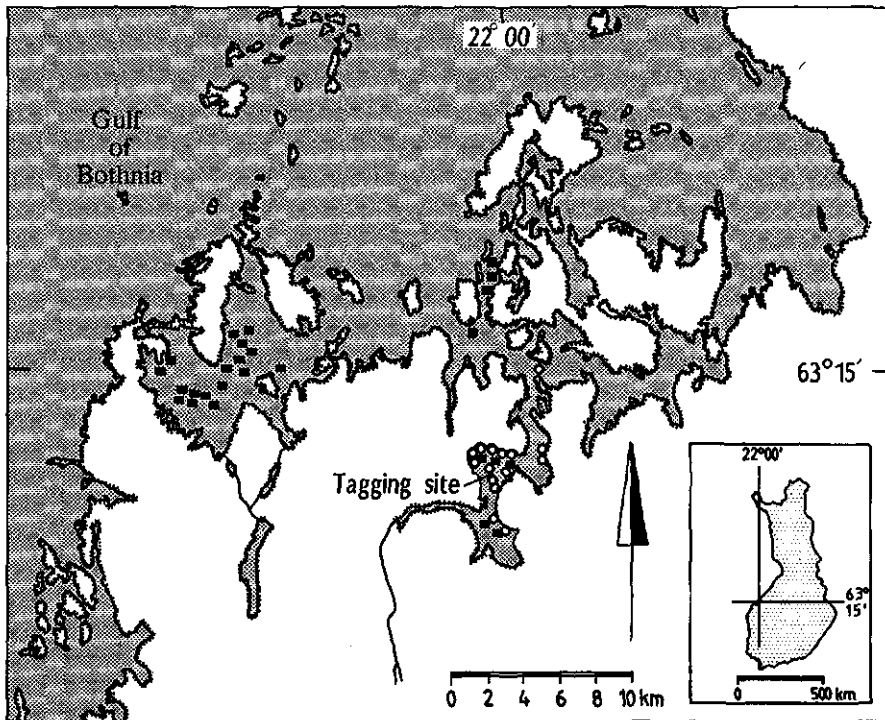 22° 00'
Gulf
of
Bothnia
63° 15'
Tagging site
22°00'
63°
15'
0 2 4 6 8 10 km
0 500 km